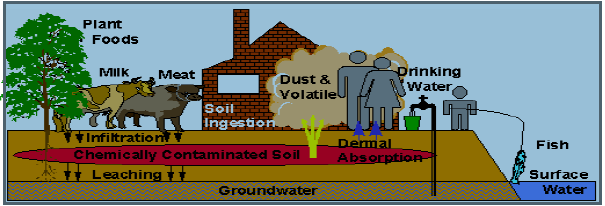 Plant
Foods
Milk
Meat
Dust &
Volatile
Drinking
Water
Soil
Ingestion
Infiltration
Chemically Contaminated Soil
Dermal
Absorption
Fish
Leaching
Surface
Water
Groundwater